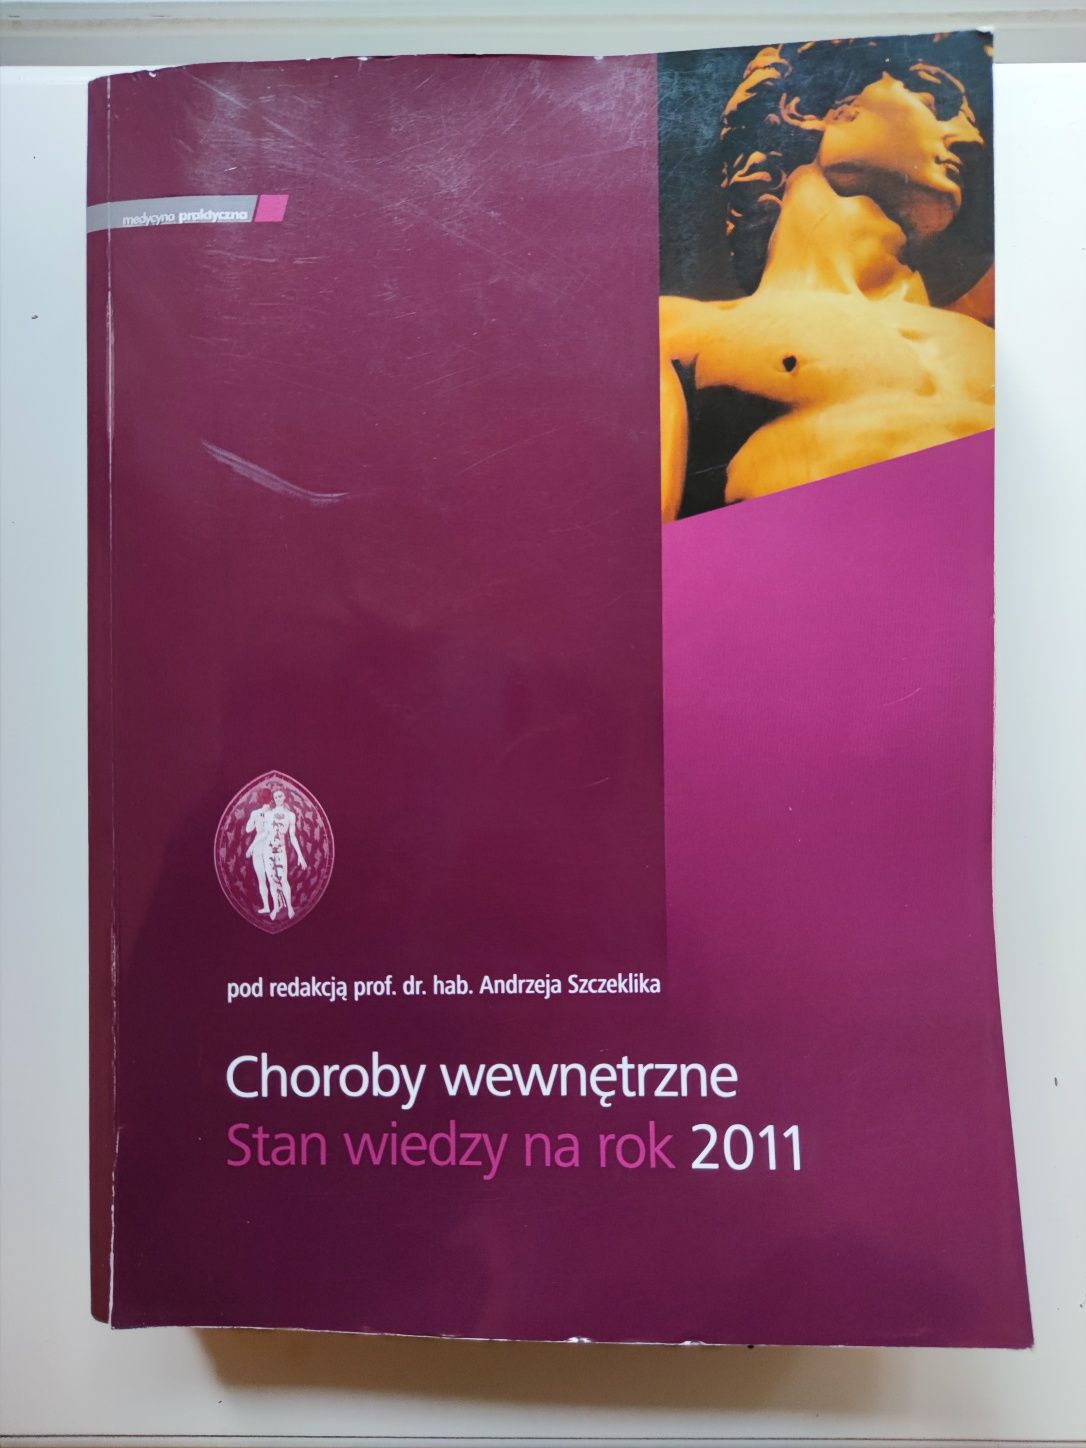 medycyna praktyczna
pod redakcją prof. dr. hab. Andrzeja Szczeklika
Choroby wewnętrzne
Stan wiedzy na rok 2011